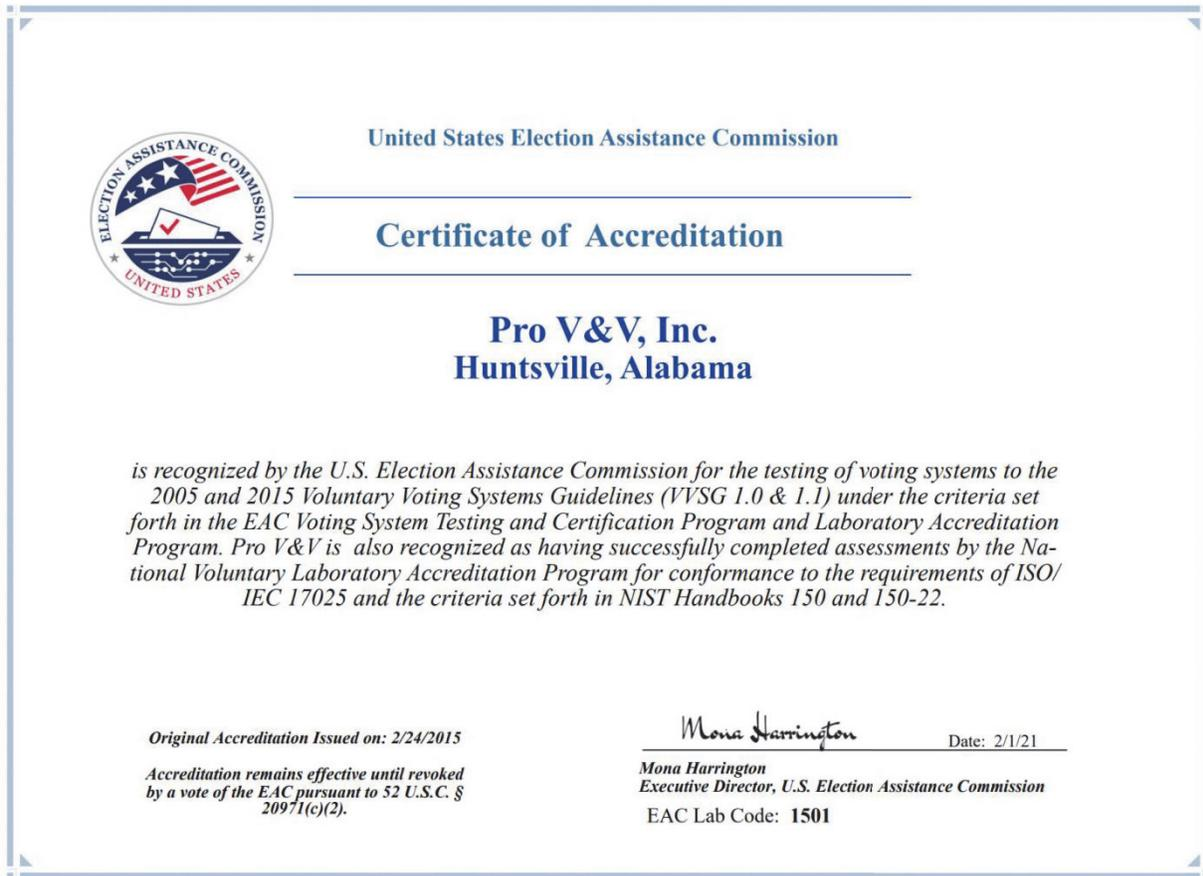 United States Election Assistance Commission
ELECTION ASSISTANCE COMMISSION
UNITED STATES
Certificate of Accreditation
Pro V&V, Inc.
Huntsville, Alabama
is recognized by the U.S. Election Assistance Commission for the testing of voting systems to the
2005 and 2015 Voluntary Voting Systems Guidelines (VVSG 1.0 & 1.1) under the criteria set
forth in the EAC Voting System Testing and Certification Program and Laboratory Accreditation
Program. Pro V&V is also recognized as having successfully completed assessments by the Na-
tional Voluntary Laboratory Accreditation Program for conformance to the requirements of ISO/
IEC 17025 and the criteria set forth in NIST Handbooks 150 and 150-22.
Original Accreditation Issued on: 2/24/2015
Accreditation remains effective until revoked
by a vote of the EAC pursuant to 52 U.S.C. §
20971(c)(2).
Mona Harrington
Date: 2/1/21
Mona Harrington
Executive Director, U.S. Election Assistance Commission
EAC Lab Code: 1501